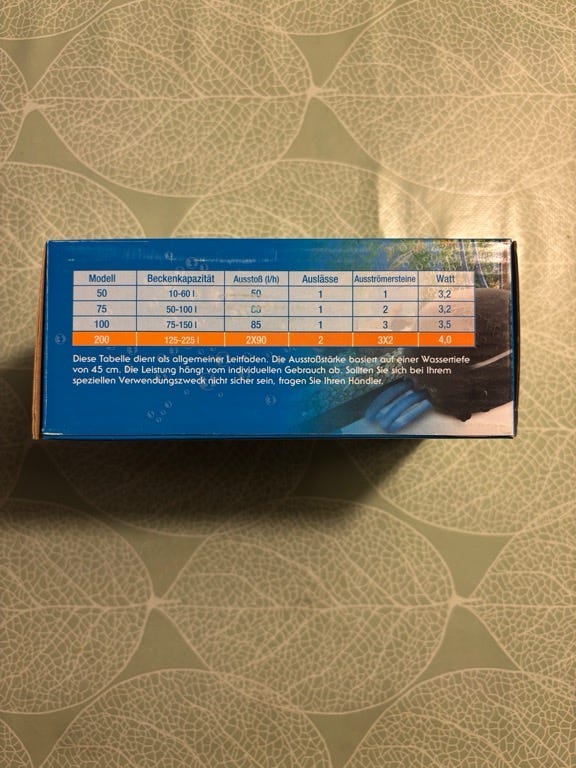 Modell Beckenkapazität Ausstoß (l/h) Auslässe Ausströmersteine Watt
50 10-60 l 50 1 1 3,2
75 50-100 l 1 2 3,2
100 75-150 l 85 1 3 3,5
200 125-225 l 2X90 2 3X2 4,0
Diese Tabelle dient als allgemeiner Leitfaden. Die Ausstoßstärke basiert auf einer Wassertiefe
von 45 cm. Die Leistung hängt vom individuellen Gebrauch ab. Sollten Sie sich bei Ihrem
speziellen Verwendungszweck nicht sicher sein, fragen Sie Ihren Händler.